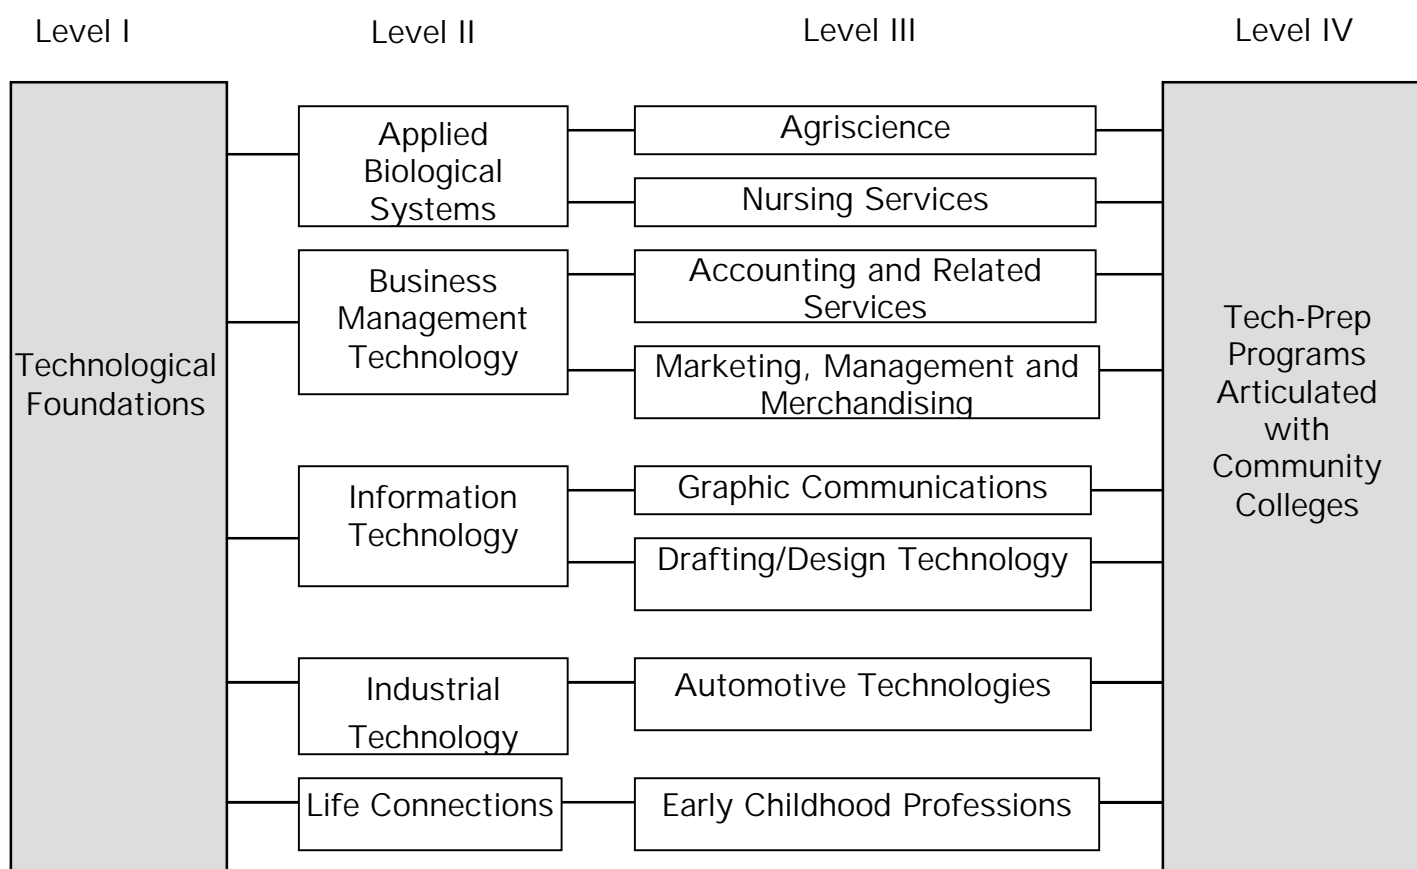 Level I
Level II
Level III
Level IV
Technological
Foundations
Applied
Biological
Systems
Business
Management
Technology
Information
Technology
Industrial
Technology
Life Connections
Agriscience
Nursing Services
Accounting and Related
Services
Marketing, Management and
Merchandising
Graphic Communications
Drafting/Design Technology
Automotive Technologies
Early Childhood Professions
Tech-Prep
Programs
Articulated
with
Community
Colleges